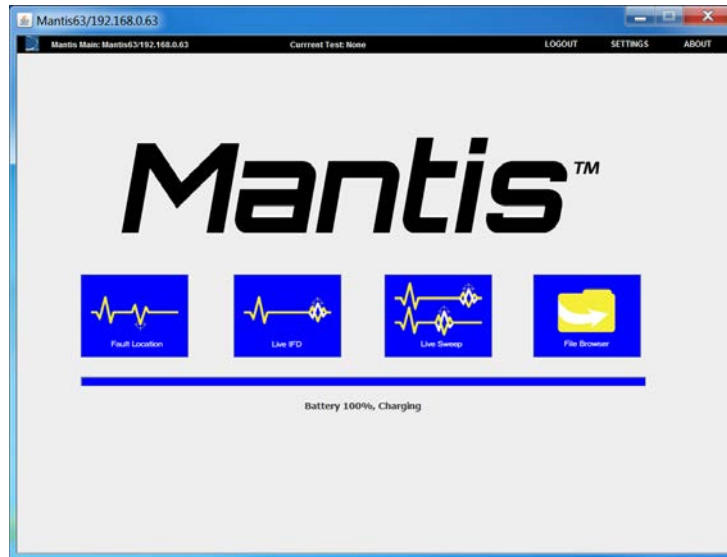 Mantis63/192.168.0.63
Mantis Main: Mantis63/192.168.0.63 Currrent Test: None LOGOUT SETTINGS ABOUT
Mantis™
Fault Location Live IFD Live Sweep File Browser
Battery 100%, Charging